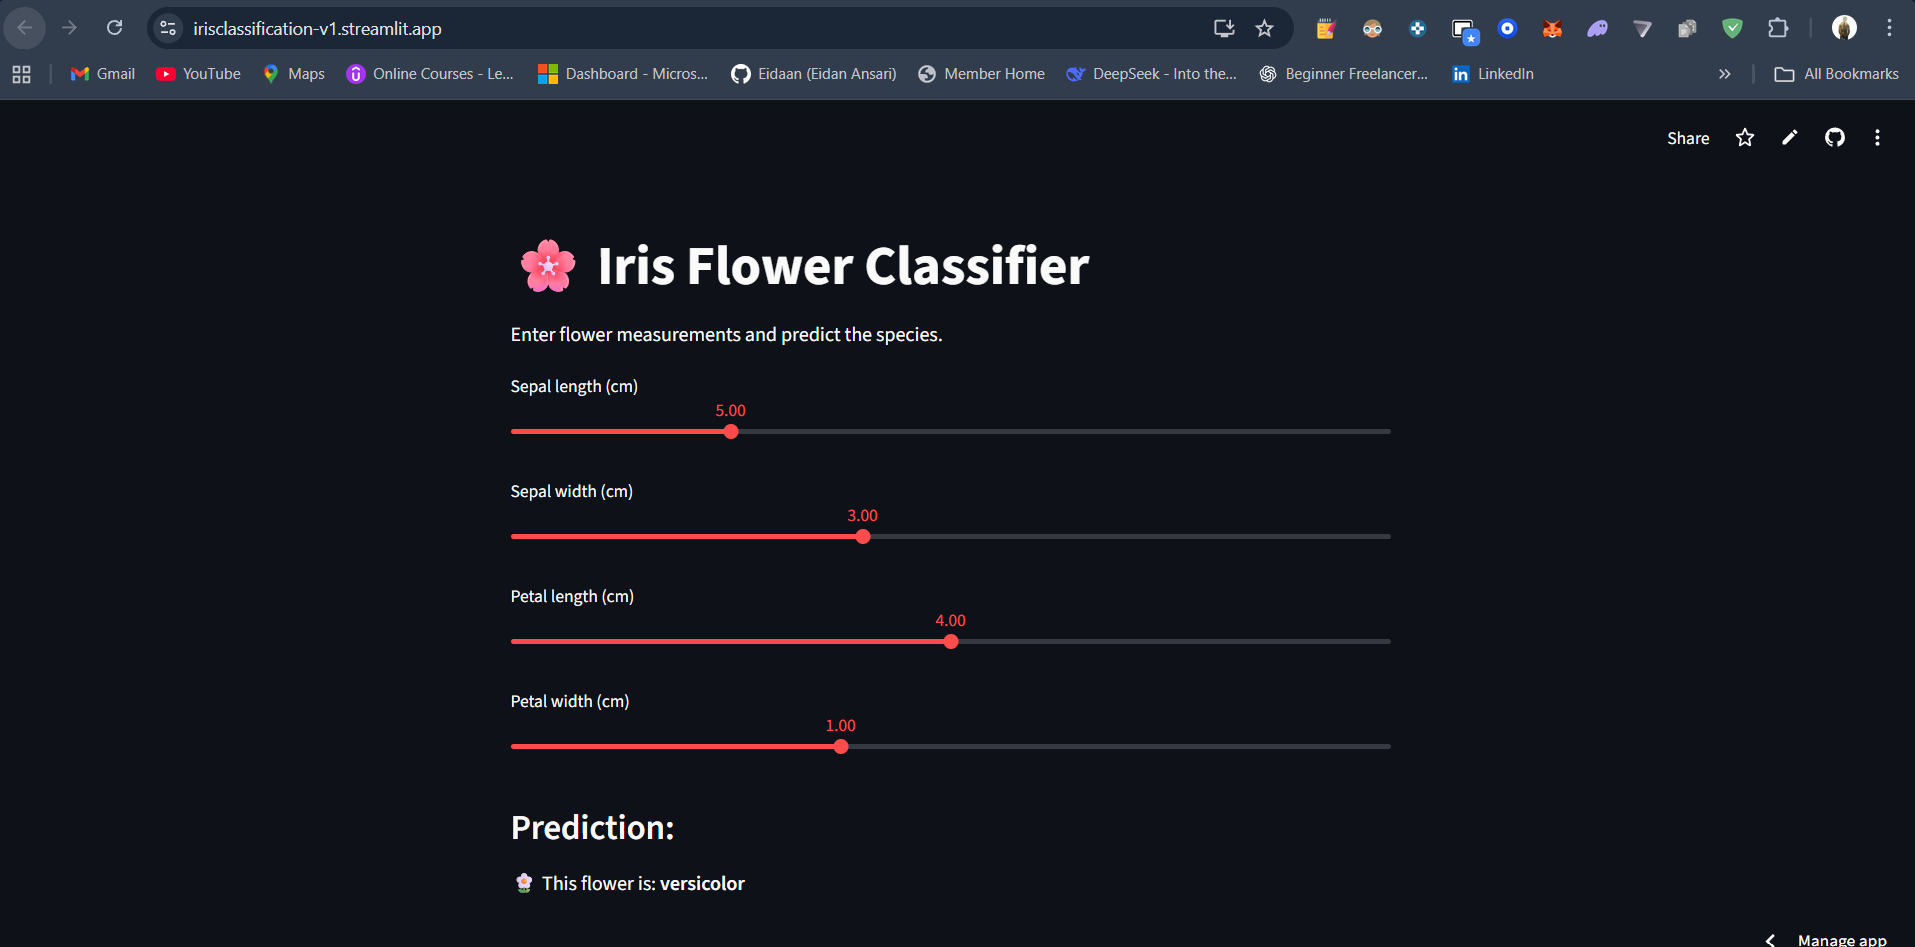 irisclassification-v1.streamlit.app
Gmail
YouTube
Maps
Online Courses - Le...
Dashboard - Micros...
Eidaan (Eidan Ansari)
Member Home
DeepSeek - Into the...
Beginner Freelancer...
LinkedIn
All Bookmarks
Share
Iris Flower Classifier
Enter flower measurements and predict the species.
Sepal length (cm)
5.00
Sepal width (cm)
3.00
Petal length (cm)
4.00
Petal width (cm)
1.00
Prediction:
This flower is: versicolor
Manage app